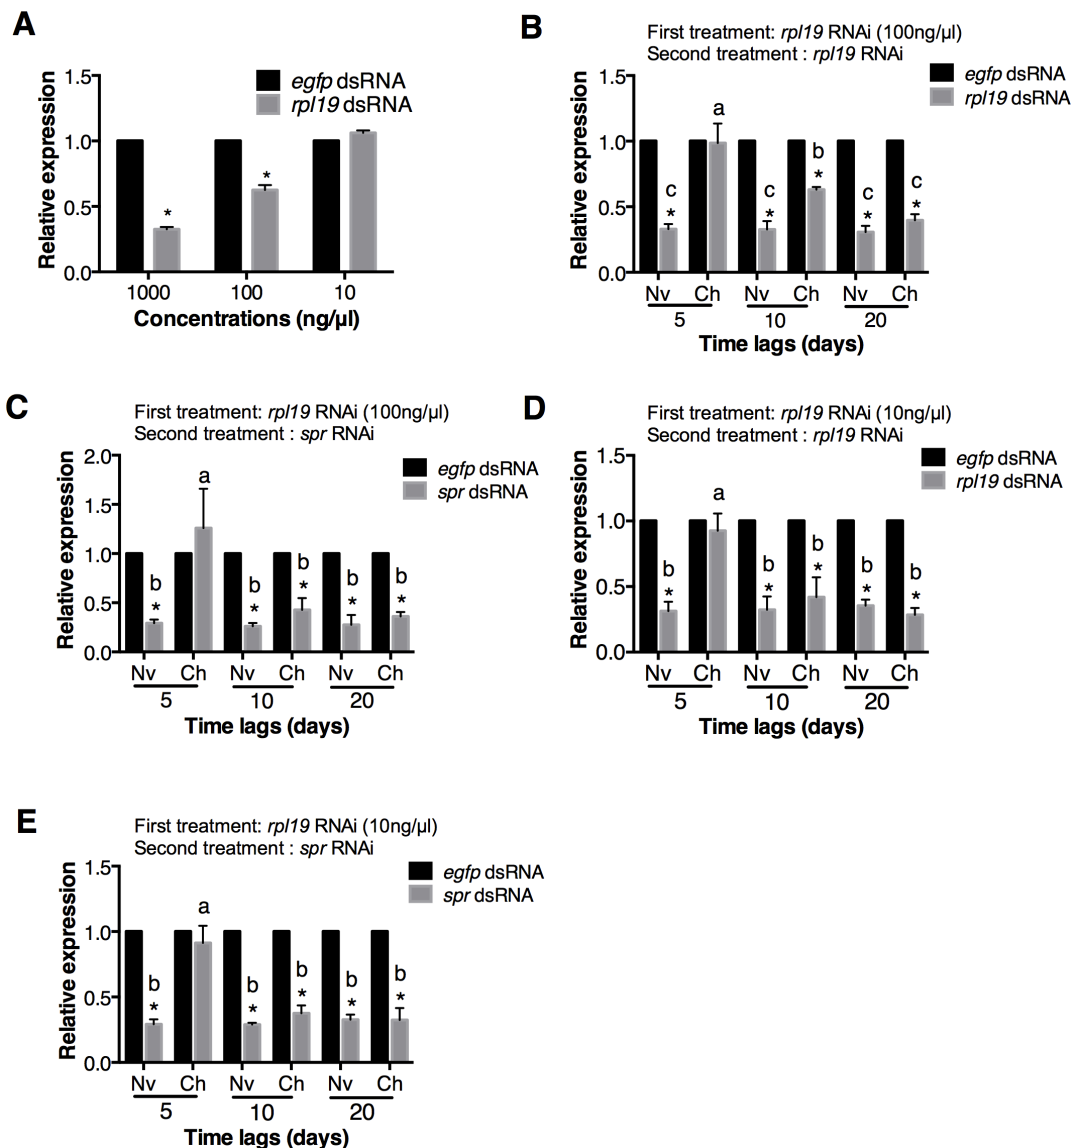 A
egfp dsRNA
rpl19 dsRNA
Relative expression
1.5
1.0
0.5
0.0
*
*
1000 100 10
Concentrations (ng/µl)
B
First treatment: rpl19 RNAi (100ng/µl)
Second treatment : rpl19 RNAi
egfp dsRNA
rpl19 dsRNA
Relative expression
1.5
1.0
0.5
0.0
c * a c * b * c * c *
Nv Ch Nv Ch Nv Ch
5 10 20
Time lags (days)
C
First treatment: rpl19 RNAi (100ng/µl)
Second treatment : spr RNAi
egfp dsRNA
spr dsRNA
Relative expression
2.0
1.5
1.0
0.5
0.0
b * a b * b * b * b *
Nv Ch Nv Ch Nv Ch
5 10 20
Time lags (days)
D
First treatment: rpl19 RNAi (10ng/µl)
Second treatment : rpl19 RNAi
egfp dsRNA
rpl19 dsRNA
Relative expression
1.5
1.0
0.5
0.0
b * a b * b * b * b *
Nv Ch Nv Ch Nv Ch
5 10 20
Time lags (days)
E
First treatment: rpl19 RNAi (10ng/µl)
Second treatment : spr RNAi
egfp dsRNA
spr dsRNA
Relative expression
1.5
1.0
0.5
0.0
b * a b * b * b * b *
Nv Ch Nv Ch Nv Ch
5 10 20
Time lags (days)